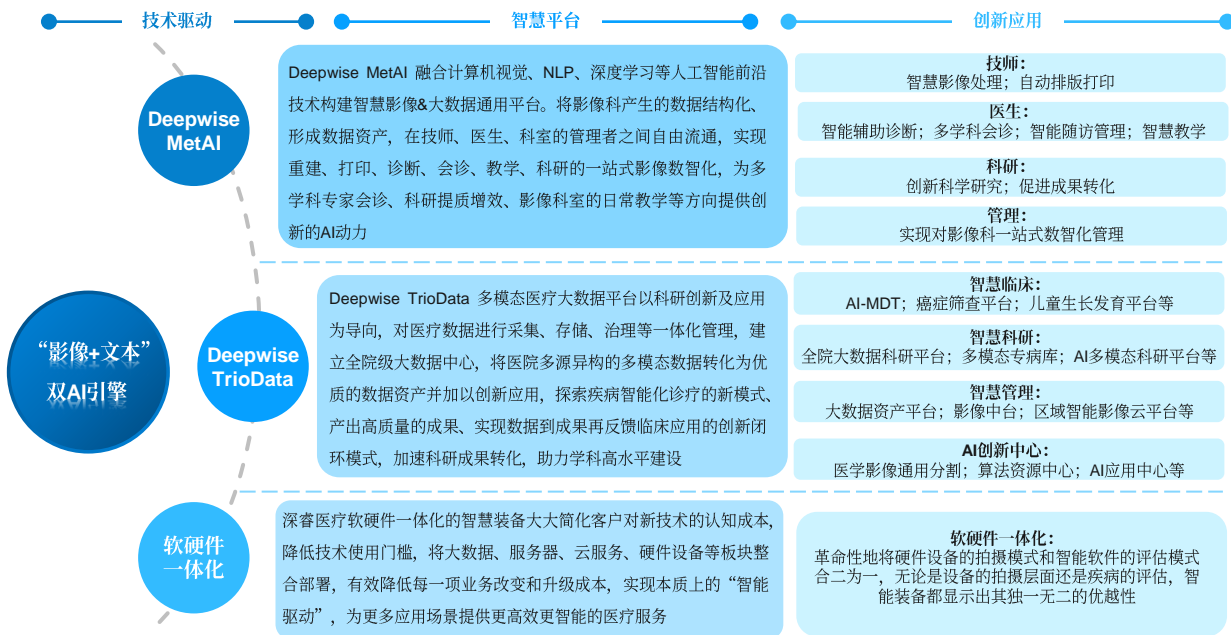 技术驱动
智慧平台
创新应用
“影像+文本”
双AI引擎
Deepwise
MetAI
Deepwise MetAI 融合计算机视觉、NLP、深度学习等人工智能前沿
技术构建智慧影像&大数据通用平台。将影像科产生的数据结构化、
形成数据资产，在技师、医生、科室的管理者之间自由流通，实现
重建、打印、诊断、会诊、教学、科研的一站式影像数智化，为多
学科专家会诊、科研提质增效、影像科室的日常教学等方向提供创
新的AI动力
技师：
智慧影像处理；自动排版打印
医生：
智能辅助诊断；多学科会诊；智能随访管理；智慧教学
科研：
创新科学研究；促进成果转化
管理：
实现对影像科一站式数智化管理
Deepwise
TrioData
Deepwise TrioData 多模态医疗大数据平台以科研创新及应用
为导向，对医疗数据进行采集、存储、治理等一体化管理，建
立全院级大数据中心，将医院多源异构的多模态数据转化为优
质的数据资产并加以创新应用，探索疾病智能化诊疗的新模式、
产出高质量的成果、实现数据到成果再反馈临床应用的创新闭
环模式，加速科研成果转化，助力学科高水平建设
智慧临床：
AI-MDT；癌症筛查平台；儿童生长发育平台等
智慧科研：
全院大数据科研平台；多模态专病库；AI多模态科研平台等
智慧管理：
大数据资产平台；影像中台；区域智能影像云平台等
AI创新中心：
医学影像通用分割；算法资源中心；AI应用中心等
软硬件
一体化
深睿医疗软硬件一体化的智慧装备大大简化客户对新技术的认知成本，
降低技术使用门槛，将大数据、服务器、云服务、硬件设备等板块整
合部署，有效降低每一项业务改变和升级成本，实现本质上的“智能
驱动”，为更多应用场景提供更高效更智能的医疗服务
软硬件一体化：
革命性地将硬件设备的拍摄模式和智能软件的评估模式
合二为一，无论是设备的拍摄层面还是疾病的评估，智
能装备都显示出其独一无二的优越性